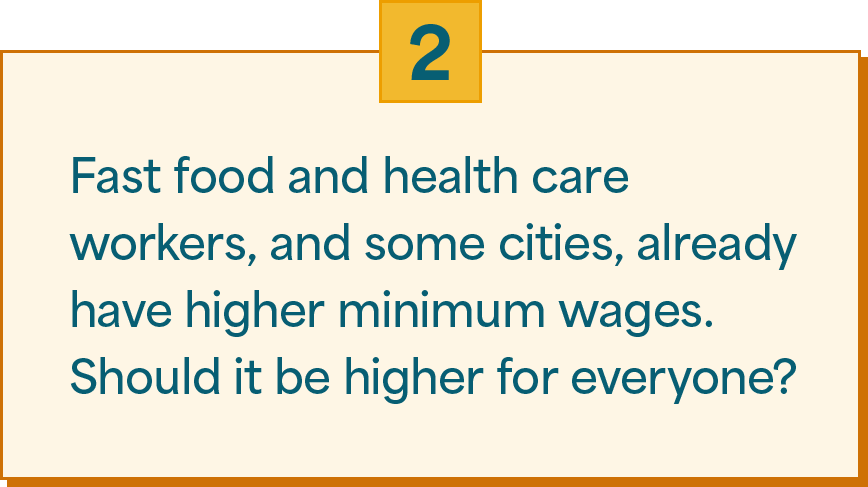 2
Fast food and health care
workers, and some cities, already
have higher minimum wages.
Should it be higher for everyone?